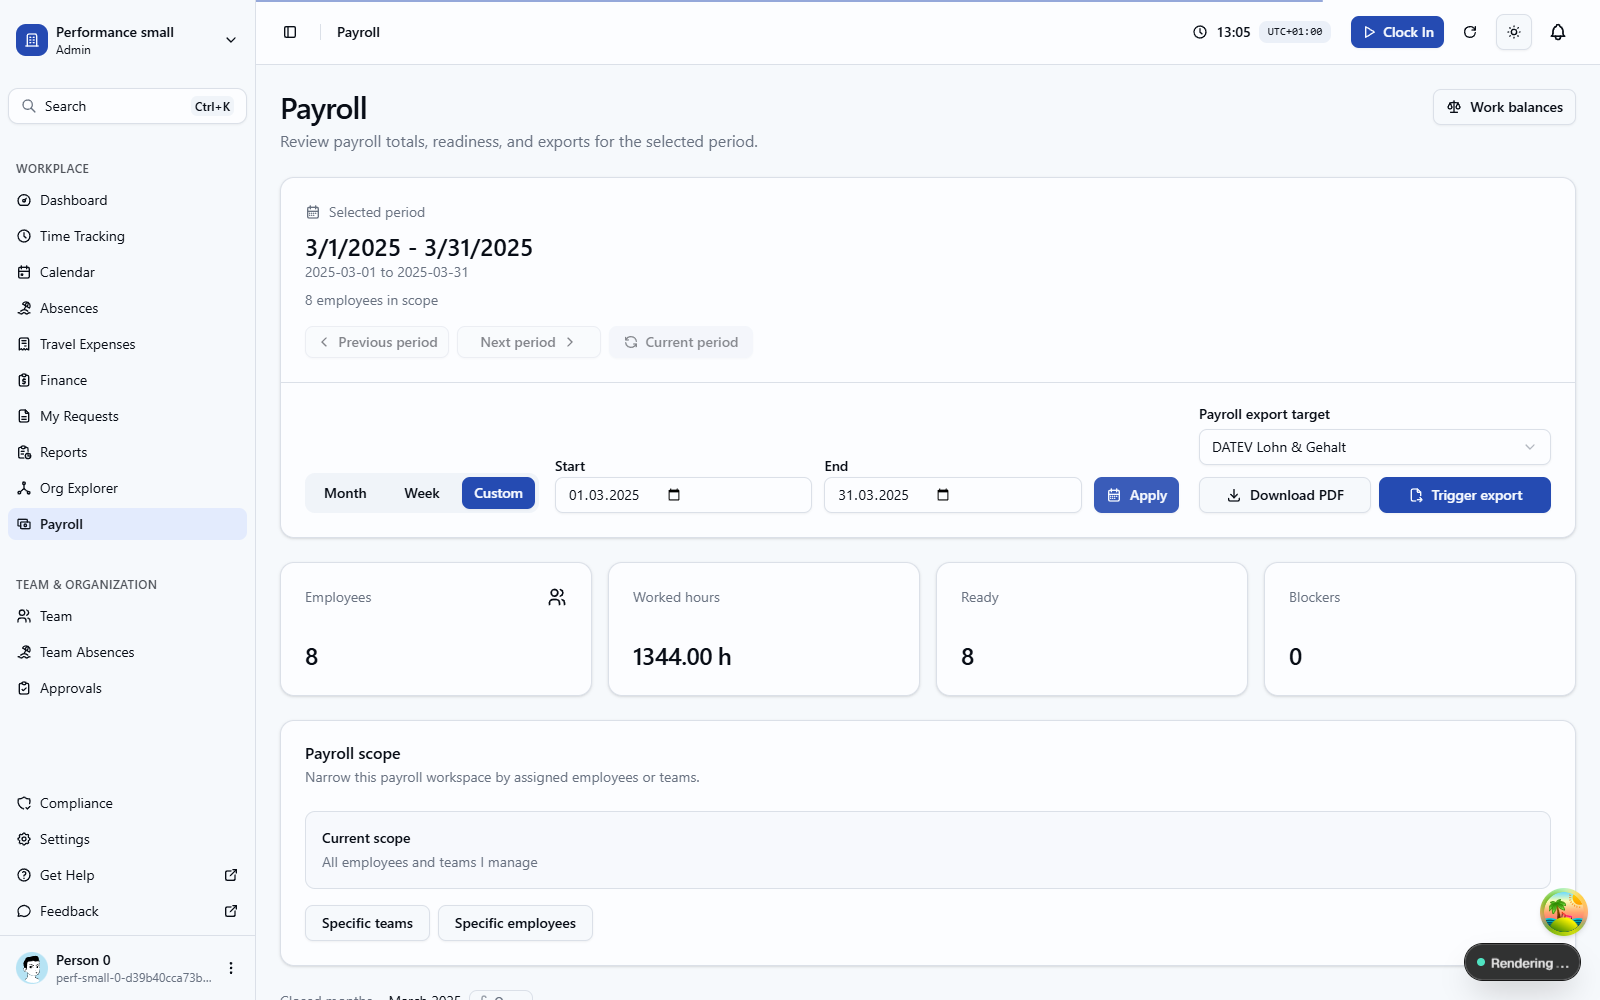 Performance small
Admin
Search
Ctrl+K
WORKPLACE
Dashboard
Time Tracking
Calendar
Absences
Travel Expenses
Finance
My Requests
Reports
Org Explorer
Payroll
TEAM & ORGANIZATION
Team
Team Absences
Approvals
Compliance
Settings
Get Help
Feedback
Person 0
perf-small-0-d39b40cca73b...
Payroll
13:05
UTC+01:00
Clock In
Payroll
Review payroll totals, readiness, and exports for the selected period.
Work balances
Selected period
3/1/2025 - 3/31/2025
2025-03-01 to 2025-03-31
8 employees in scope
Previous period
Next period
Current period
Month
Week
Custom
Start
01.03.2025
End
31.03.2025
Apply
Payroll export target
DATEV Lohn & Gehalt
Download PDF
Trigger export
Employees
8
Worked hours
1344.00 h
Ready
8
Blockers
0
Payroll scope
Narrow this payroll workspace by assigned employees or teams.
Current scope
All employees and teams I manage
Specific teams
Specific employees
Rendering ...
Closed months
March 2025